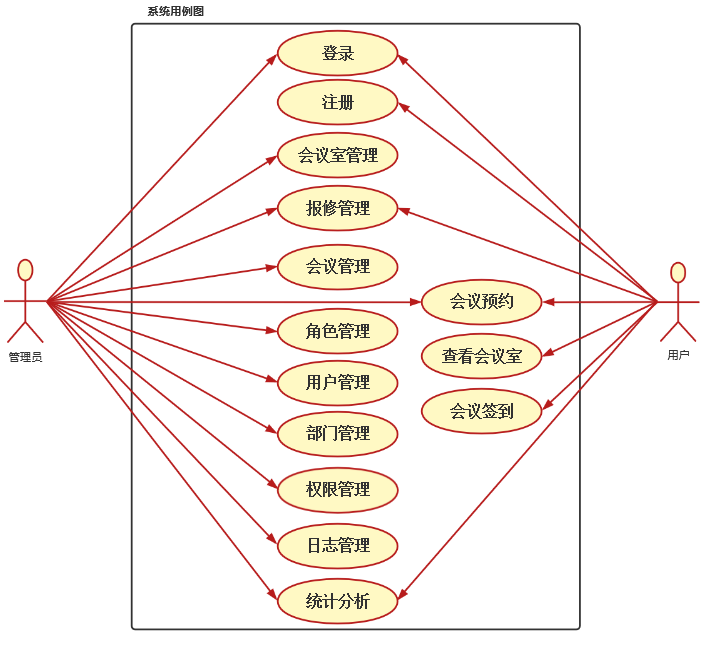 系统用例图
登录
注册
会议室管理
报修管理
会议管理
会议预约
角色管理
查看会议室
用户管理
会议签到
部门管理
权限管理
日志管理
统计分析
管理员
用户